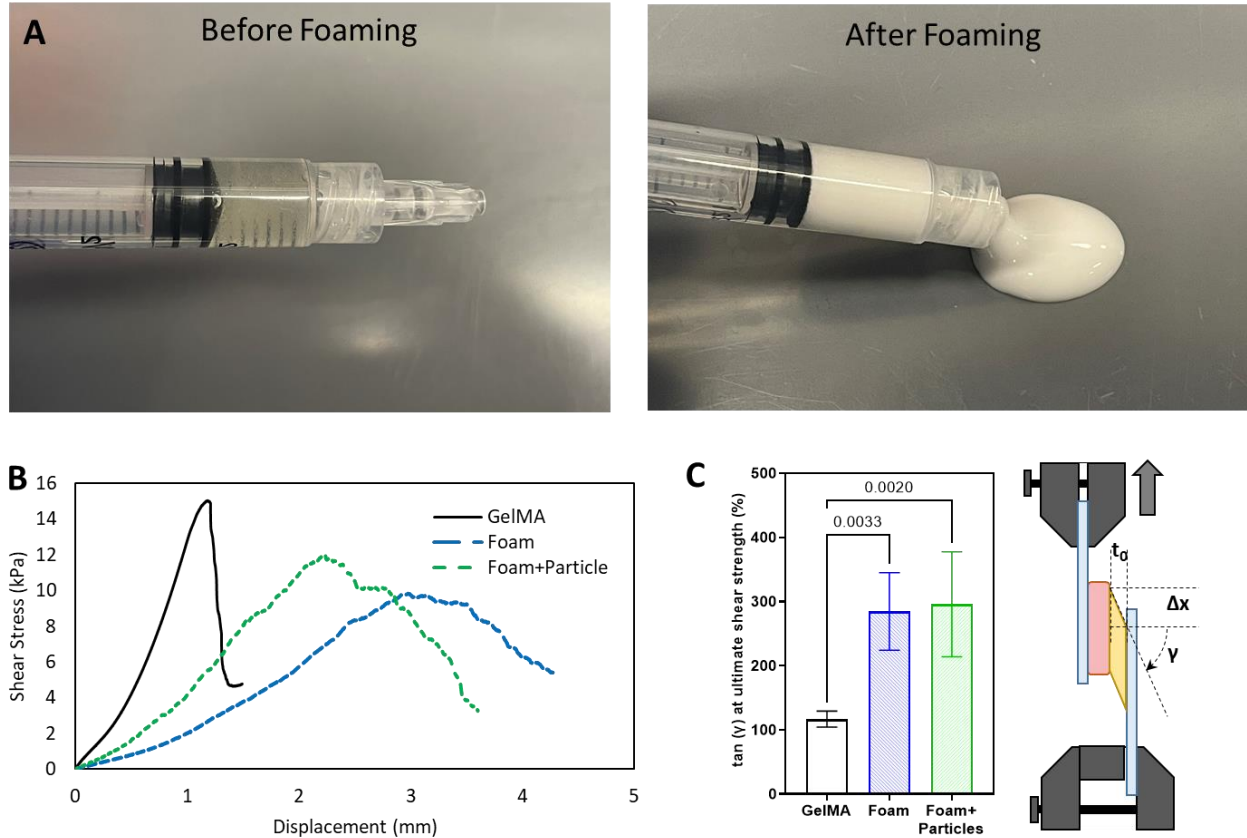 A
Before Foaming
After Foaming
5
B
16
14
12
10
8
6
4
2
0
Shear Stress (kPa)
GelMA
Foam
Foam+Particle
0
1
2
3
4
5
Displacement (mm)
C
500
400
300
200
100
0
tan (γ) at ultimate shear strength (%)
0.0020
0.0033
GelMA
Foam
Foam+
Particles
t₀
Δx
γ